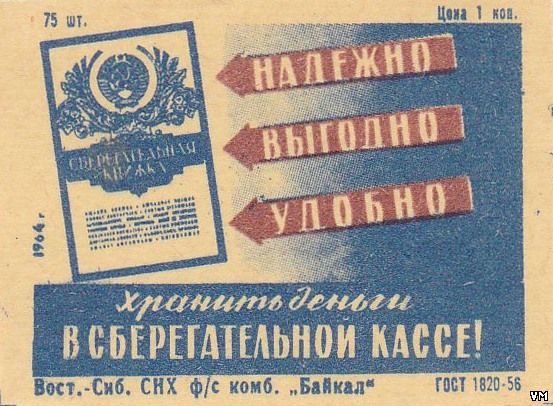 75 шт.
Цена 1 коп.
НАДЕЖНО
ВЫГОДНО
УДОБНО
СБЕРЕГАТЕЛЬНАЯ
КНИЖКА
1964 г
хранить деньги
В СБЕРЕГАТЕЛЬНОЙ КАССЕ!
Вост.-Сиб. СНХ ф/с комб. „Байкал“
ГОСТ 1820-56
VM